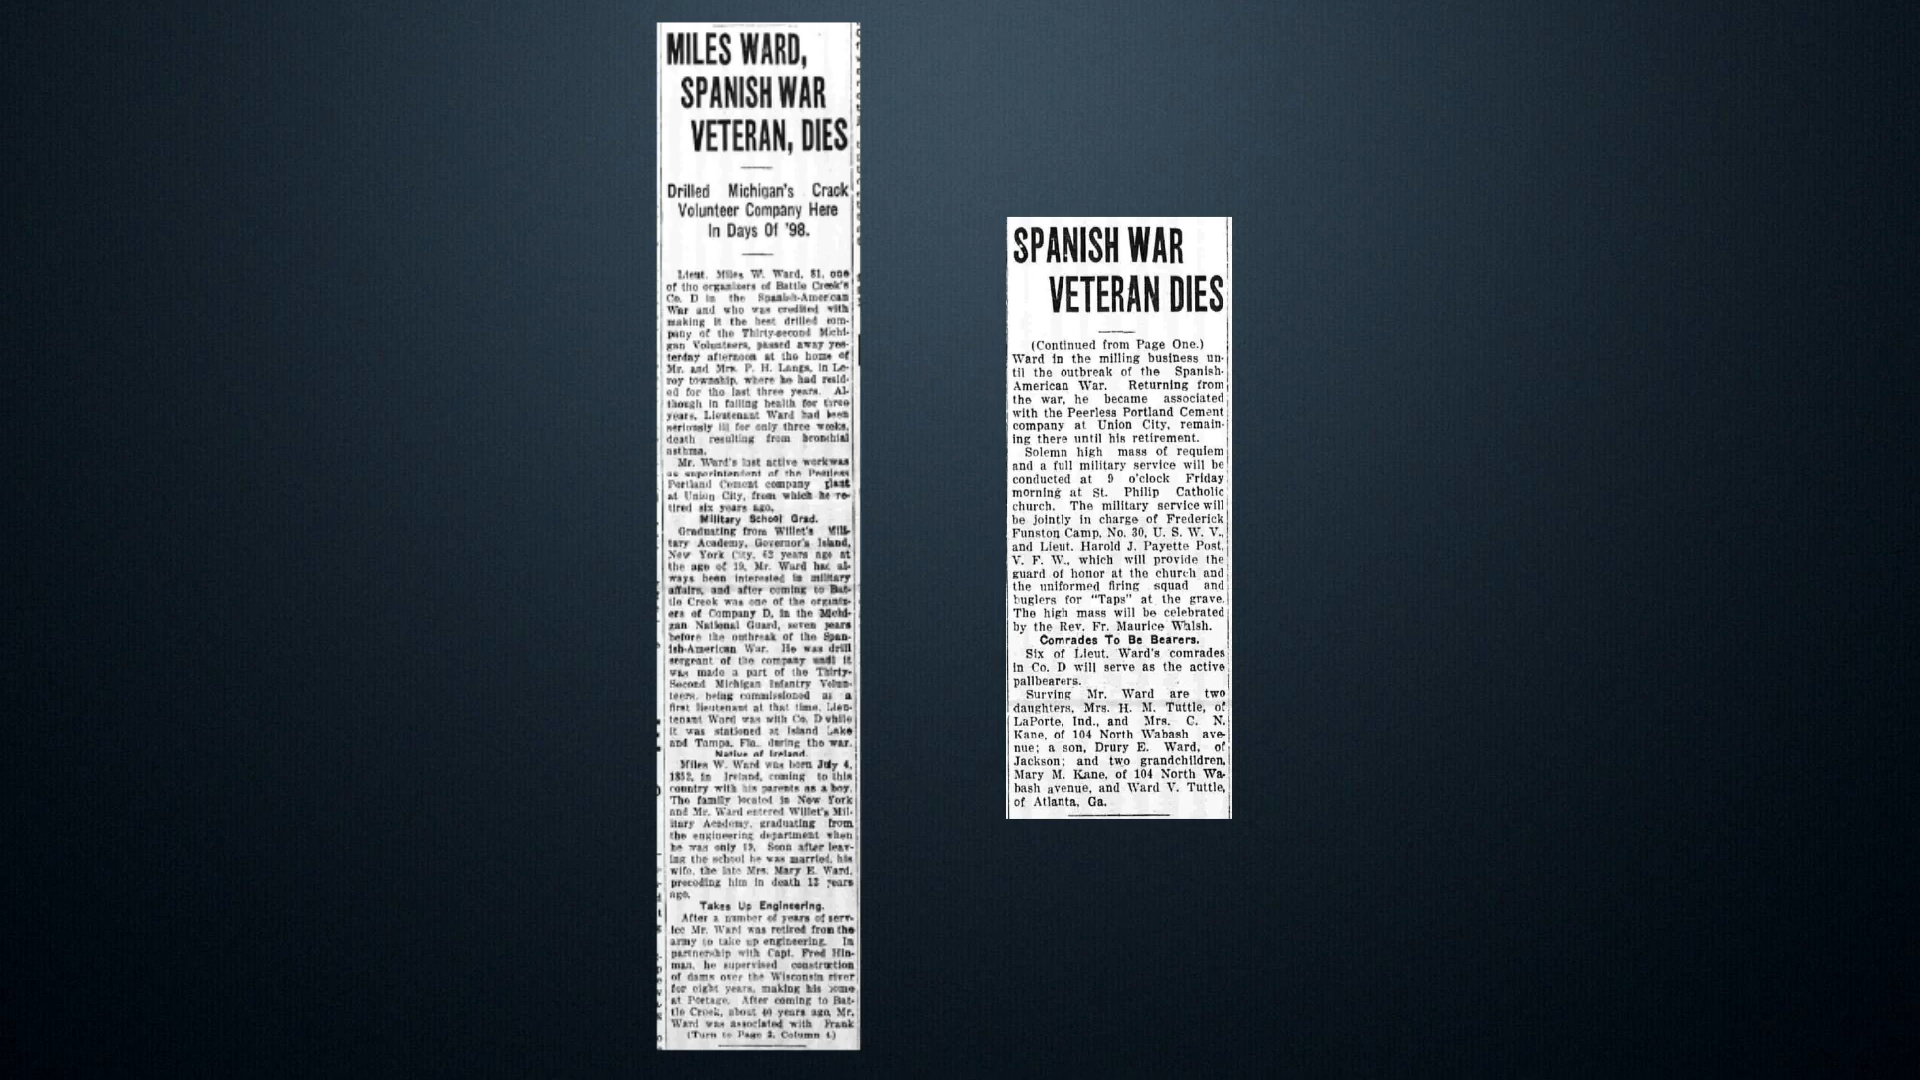 MILES WARD,
SPANISH WAR
VETERAN, DIES
Drilled Michigan's Crack
Volunteer Company Here
In Days Of '98.
Lieut. Miles W. Ward, 81, one
of the organizers of Battle Creek's
Co. D in the Spanish-American
War and who was credited with
making it the best drilled com-
pany of the Thirty-second Michi-
gan Volunteers, passed away yes-
terday afternoon at the home of
Mr. and Mrs. P. H. Langs, in Le-
roy township, where he had resid-
ed for the last three years. Al-
though in failing health for three
years, Lieutenant Ward had been
seriously ill for only three weeks,
death resulting from bronchial
asthma.
Mr. Ward's last active work was
as superintendent of the Peerless
Portland Cement company plant
at Union City, from which he re-
tired six years ago.
Military School Grad.
Graduating from Willet's Mili-
tary Academy, Governor's Island,
New York City, 62 years ago at
the age of 19, Mr. Ward had al-
ways been interested in military
affairs, and after coming to Bat-
tle Creek was one of the organiz-
ers of Company D, in the Michi-
gan National Guard, seven years
before the outbreak of the Span-
ish-American War. He was drill
sergeant of the company until it
was made a part of the Thirty-
Second Michigan Infantry Volun-
teers, being commissioned as a
first lieutenant at that time. Lieu-
tenant Ward was with Co. D while
it was stationed at Island Lake
and Tampa, Fla., during the war.
Native of Ireland.
Miles W. Ward was born July 4,
1852, in Ireland, coming to this
country with his parents as a boy.
The family located in New York
and Mr. Ward entered Willet's Mil-
itary Academy, graduating from
the engineering department when
he was only 19. Soon after leav-
ing the school he was married, his
wife, the late Mrs. Mary E. Ward,
preceding him in death 12 years
ago.
Takes Up Engineering.
After a number of years of serv-
ice Mr. Ward was retired from the
army to take up engineering. In
partnership with Capt. Fred Hin-
man, he supervised construction
of dams over the Wisconsin river
for eight years, making his home
at Portage. After coming to Bat-
tle Creek, about 40 years ago, Mr.
Ward was associated with Frank
(Turn to Page 2, Column 4.)
SPANISH WAR
VETERAN DIES
(Continued from Page One.)
Ward in the milling business un-
til the outbreak of the Spanish-
American War. Returning from
the war, he became associated
with the Peerless Portland Cement
company at Union City, remain-
ing there until his retirement.
Solemn high mass of requiem
and a full military service will be
conducted at 9 o'clock Friday
morning at St. Philip Catholic
church. The military service will
be jointly in charge of Frederick
Funston Camp, No. 30, U. S. W. V.,
and Lieut. Harold J. Payette Post,
V. F. W., which will provide the
guard of honor at the church and
the uniformed firing squad and
buglers for "Taps" at the grave.
The high mass will be celebrated
by the Rev. Fr. Maurice Walsh.
Comrades To Be Bearers.
Six of Lieut. Ward's comrades
in Co. D will serve as the active
pallbearers.
Surving Mr. Ward are two
daughters, Mrs. H. M. Tuttle, of
LaPorte, Ind., and Mrs. C. N.
Kane, of 104 North Wabash ave-
nue; a son, Drury E. Ward, of
Jackson; and two grandchildren,
Mary M. Kane, of 104 North Wa-
bash avenue, and Ward V. Tuttle,
of Atlanta, Ga.